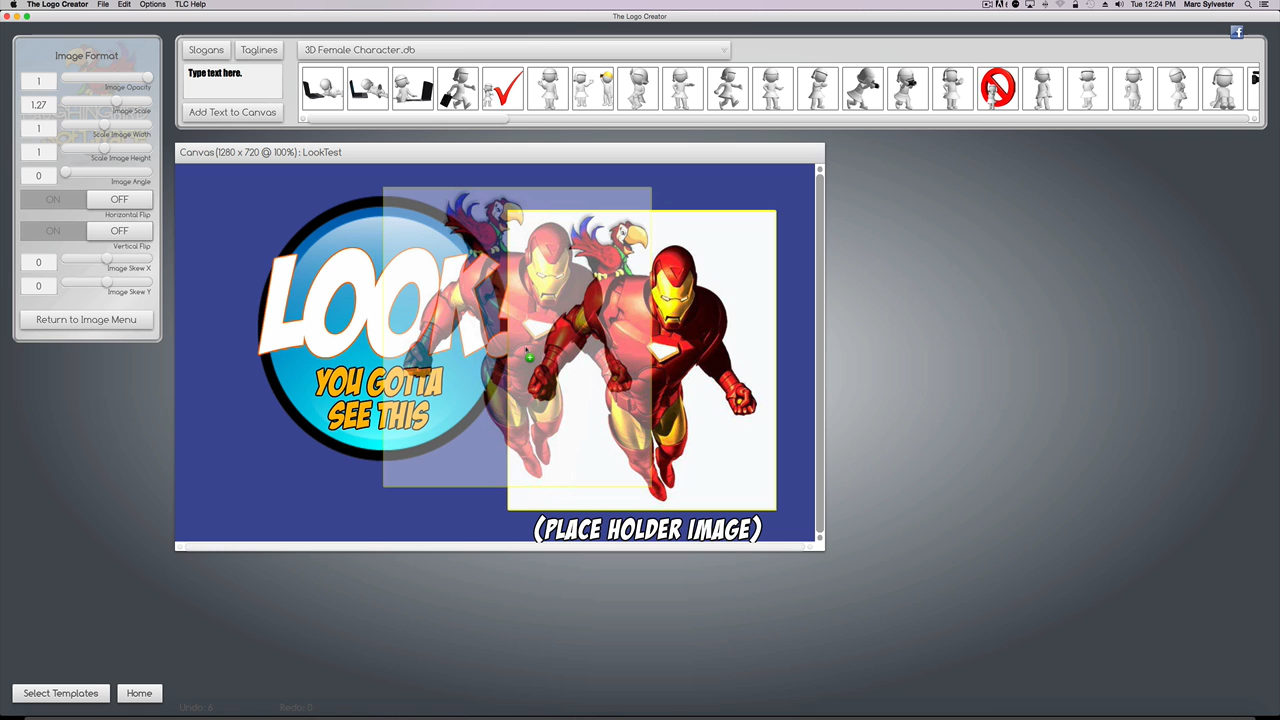 The Logo Creator File Edit Options TLC Help
Tue 12:24 PM Marc Sylvester
The Logo Creator
Image Format
1
Image Opacity
1.27
Image Scale
1
Scale Image Width
1
Scale Image Height
0
Image Angle
ON OFF
Horizontal Flip
ON OFF
Vertical Flip
0
Image Skew X
0
Image Skew Y
Return to Image Menu
Slogans Taglines
Type text here.
Add Text to Canvas
3D Female Character.db
Canvas (1280 x 720 @ 100%) : LookTest
LOOK
YOU GOTTA
SEE THIS
(PLACE HOLDER IMAGE)
Select Templates Home
Undo: 6 Redo: 0